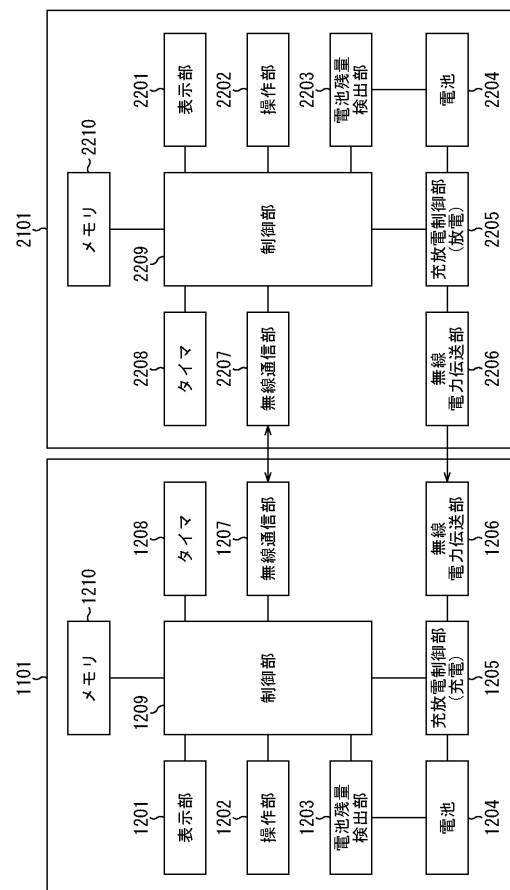 1101
メモリ
1210
表示部
1201
操作部
1202
電池残量
検出部
1203
電池
1204
制御部
1209
充放電制御部
(充電)
1205
タイマ
1208
無線通信部
1207
無線
電力伝送部
1206
2101
メモリ
2210
タイマ
2208
無線通信部
2207
無線
電力伝送部
2206
制御部
2209
充放電制御部
(放電)
2205
表示部
2201
操作部
2202
電池残量
検出部
2203
電池
2204